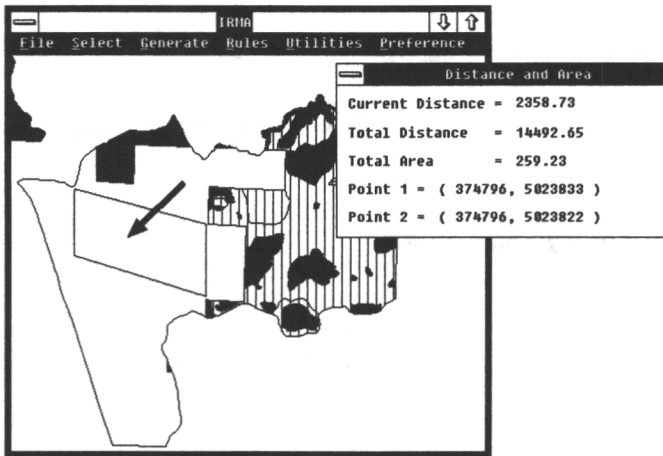 IRMA
File Select Generate Rules Utilities Preference
Distance and Area
Current Distance = 2358.73
Total Distance = 14492.65
Total Area = 259.23
Point 1 = ( 374796, 5023833 )
Point 2 = ( 374796, 5023822 )